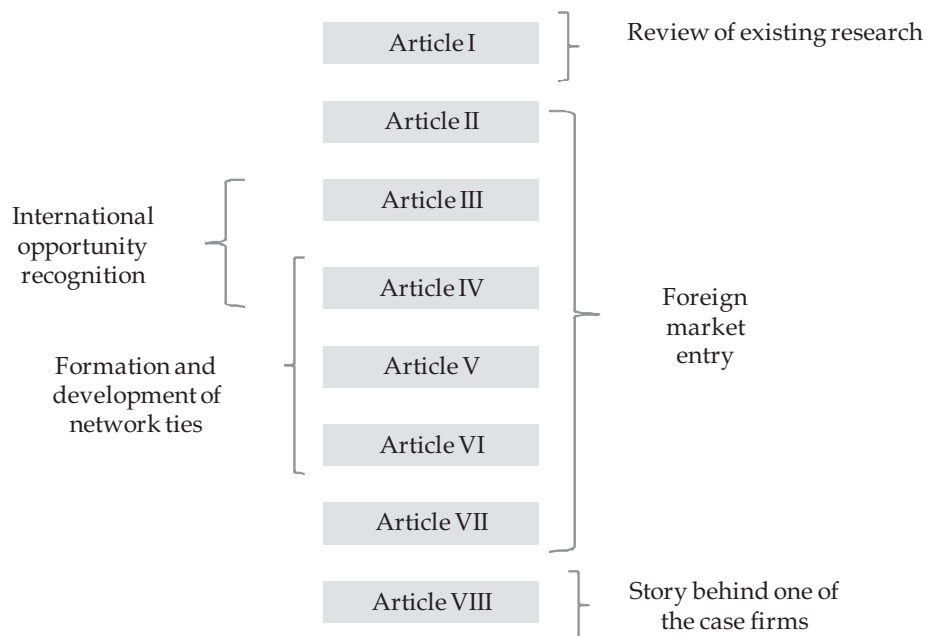 Article I
Review of existing research
Article II
Article III
International
opportunity
recognition
Article IV
Foreign
market
entry
Formation and
development of
network ties
Article V
Article VI
Article VII
Article VIII
Story behind one of
the case firms